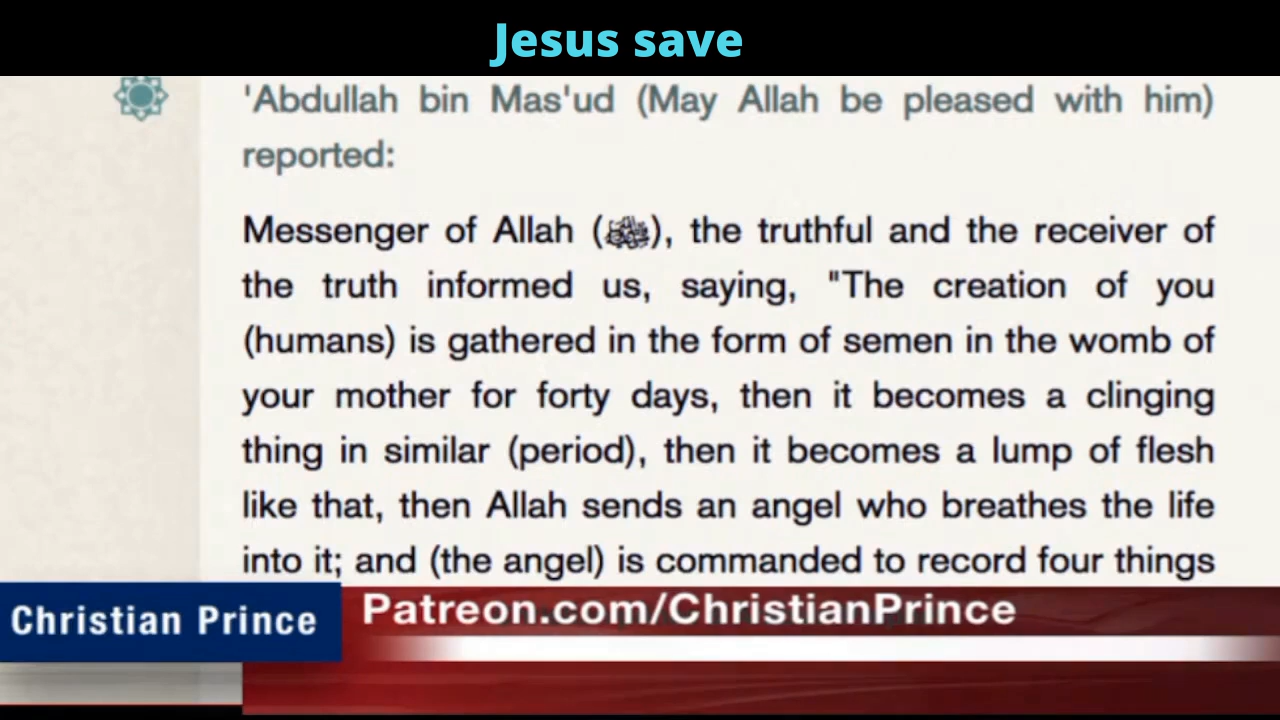 Jesus save
'Abdullah bin Mas'ud (May Allah be pleased with him)
reported:
Messenger of Allah (ﷺ), the truthful and the receiver of
the truth informed us, saying, "The creation of you
(humans) is gathered in the form of semen in the womb of
your mother for forty days, then it becomes a clinging
thing in similar (period), then it becomes a lump of flesh
like that, then Allah sends an angel who breathes the life
into it; and (the angel) is commanded to record four things
Christian Prince
Patreon.com/ChristianPrince